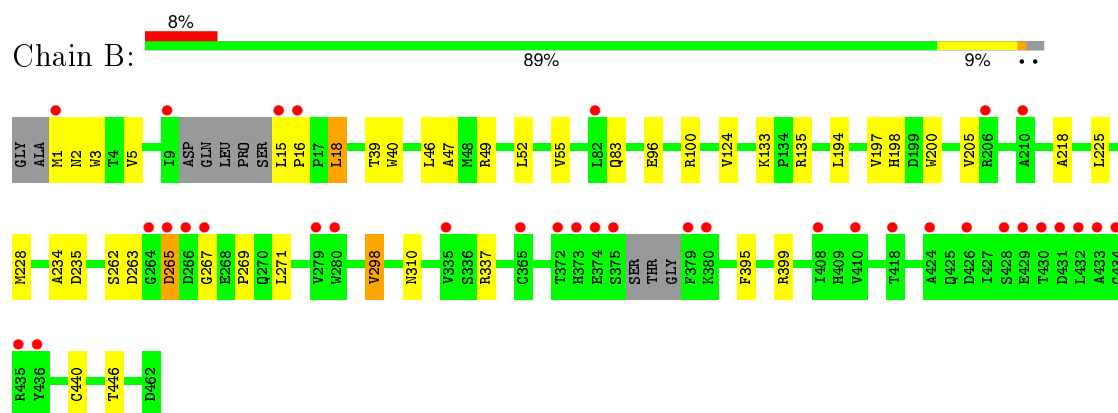 8%
Chain B:
89% 9% • •
GLY ALA M1 N2 W3 T4 V5 I9 ASP GLN LEU PRO SER L15 P16 P17 L18 T39 W40 L46 A47 M48 R49 L52 V55 L82 Q83 E96 R100 V124 K133 P134 R135 L194 V197 H198 D199 W200 V205 R206 A210 A218 L225
M228 A234 D235 S262 D263 G264 D265 D266 G267 E268 P269 Q270 L271 V279 W280 V298 N310 V335 S336 R337 C365 T372 H373 E374 S375 SER THR GLY F379 K380 F395 R399 I408 H409 V410 T418 A424 Q425 D426 I427 S428 E429 T430 D431 L432 A433
R435 Y436 C440 T446 D462